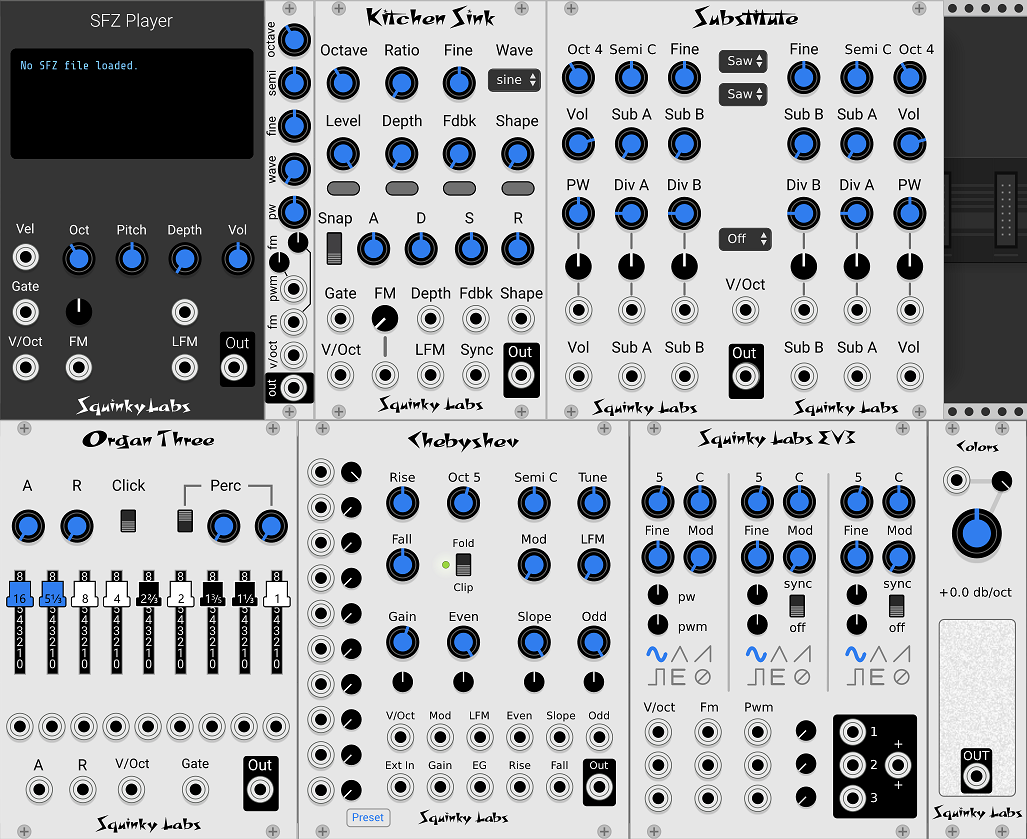 SFZ Player
No SFZ file loaded.
Vel
Oct Pitch Depth Vol
Gate
V/Oct FM LFM Out
Squinky Labs
octave
semi
fine
wave
pw
fm
pwm
fm
v/oct
out
Kitchen Sink
Octave Ratio Fine Wave
sine
Level Depth Fdbk Shape
Snap A D S R
Gate FM Depth Fdbk Shape
V/Oct LFM Sync Out
Squinky Labs
Substitute
Oct 4 Semi C Fine Saw Fine Semi C Oct 4
Saw
Vol Sub A Sub B Sub B Sub A Vol
PW Div A Div B Div B Div A PW
Off
V/Oct
Vol Sub A Sub B Out Sub B Sub A Vol
Squinky Labs Squinky Labs
Organ Three
A R Click Perc
8 8 8 8 8 8 8 8 8
16 5⅓ 8 4 2⅔ 2 1⅗ 1⅓ 1
5 4 3 2 1 0 5 4 3 2 1 0 5 4 3 2 1 0 5 4 3 2 1 0 5 4 3 2 1 0 5 4 3 2 1 0 5 4 3 2 1 0 5 4 3 2 1 0 5 4 3 2 1 0
A R V/Oct Gate Out
Squinky Labs
Chebyshev
Rise Oct 5 Semi C Tune
Fall Fold Mod LFM
Clip
Gain Even Slope Odd
V/Oct Mod LFM Even Slope Odd
Ext In Gain EG Rise Fall Out
Preset Squinky Labs
Squinky Labs EV3
5 C 5 C 5 C
Fine Mod Fine Mod Fine Mod
pw sync sync
pwm off off
V/oct Fm Pwm
1
2
3
+
+
Colors
+0.0 db/oct
OUT
Squinky Labs